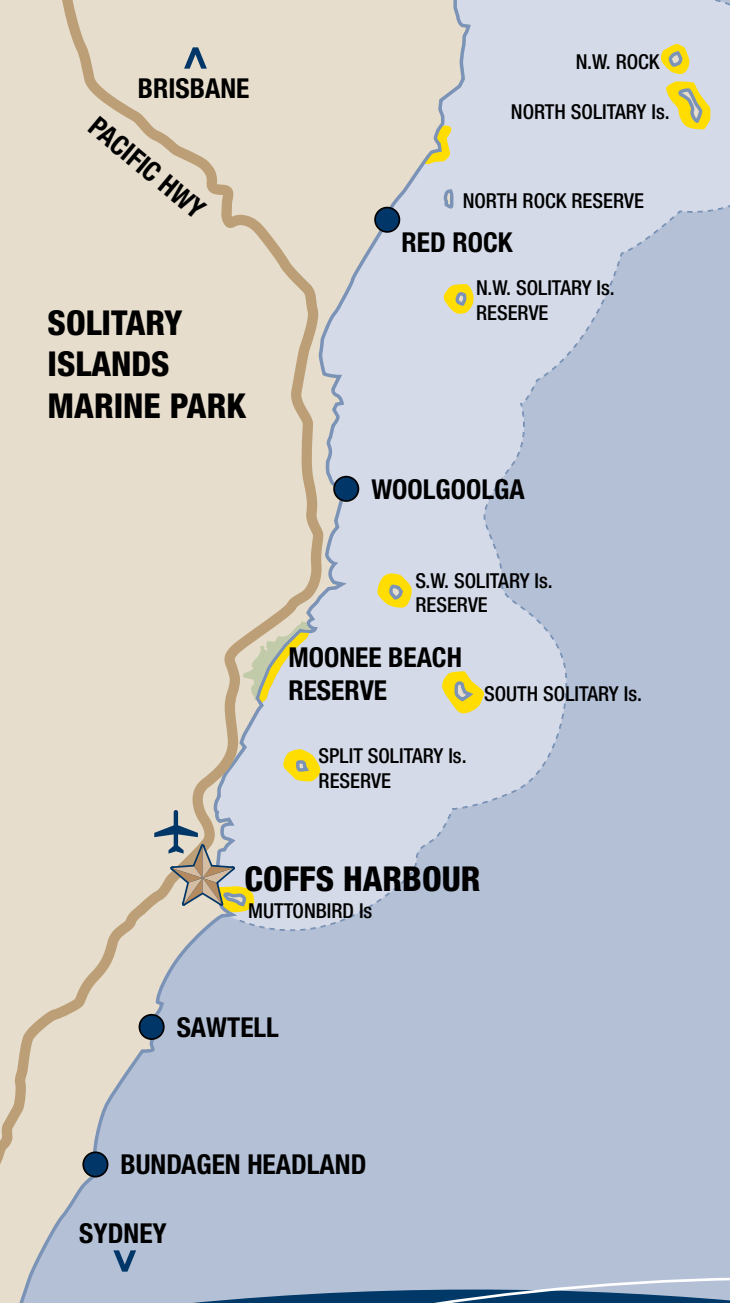 N.W. ROCK
BRISBANE
NORTH SOLITARY Is.
PACIFIC HWY
NORTH ROCK RESERVE
RED ROCK
N.W. SOLITARY Is.
RESERVE
SOLITARY
ISLANDS
MARINE PARK
WOOLGOOLGA
S.W. SOLITARY Is.
RESERVE
MOONEE BEACH
RESERVE
SOUTH SOLITARY Is.
SPLIT SOLITARY Is.
RESERVE
COFFS HARBOUR
MUTTONBIRD Is
SAWTELL
BUNDAGEN HEADLAND
SYDNEY